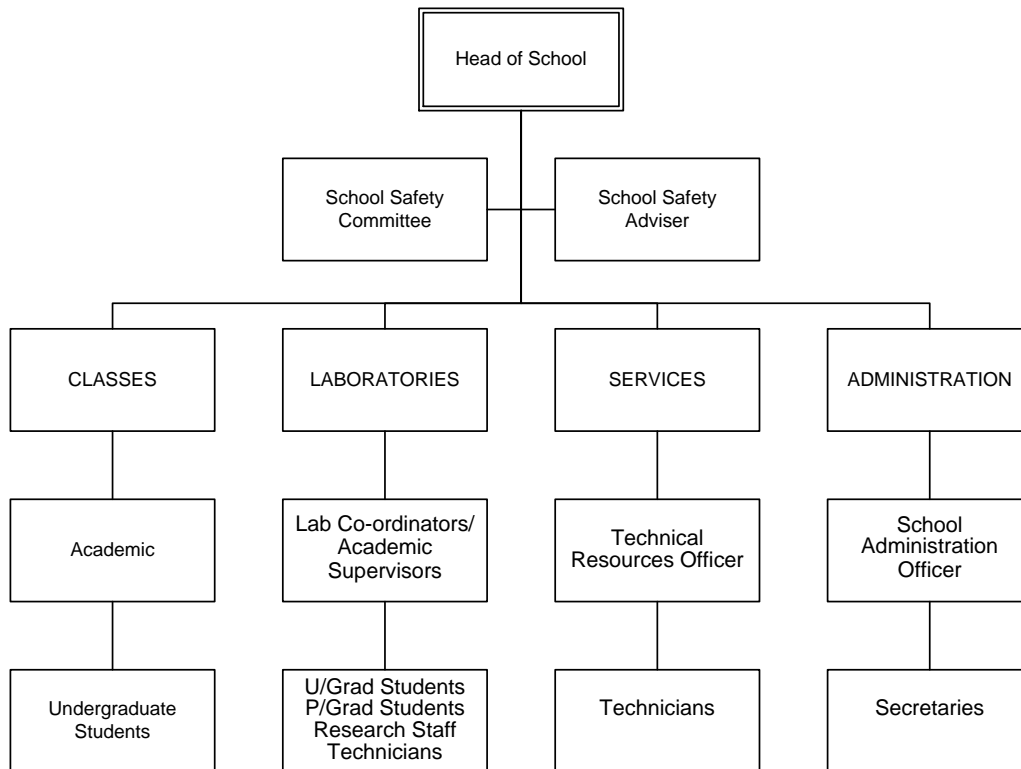 Head of School
School Safety
Committee
School Safety
Adviser
CLASSES
LABORATORIES
SERVICES
ADMINISTRATION
Academic
Lab Co-ordinators/
Academic
Supervisors
Technical
Resources Officer
School
Administration
Officer
Undergraduate
Students
U/Grad Students
P/Grad Students
Research Staff
Technicians
Technicians
Secretaries